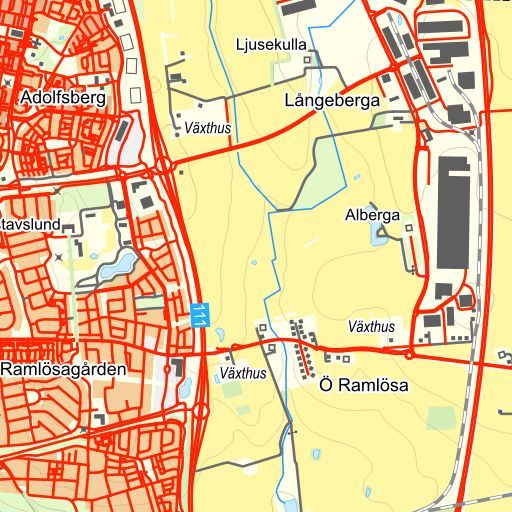 Ljusekulla
Adolfsberg
Långeberga
Växthus
Alberga
tavslund
111
Växthus
Ramlösagården
Växthus
Ö Ramlösa